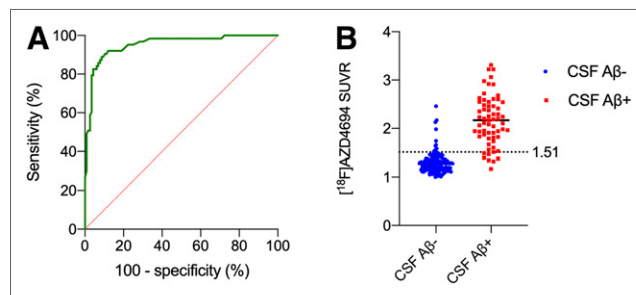 A
Sensitivity (%)
100
80
60
40
20
0
0 20 40 60 80 100
100 - specificity (%)
B
[18F]AZD4694 SUVR
4
3
2
1
0
1.51
CSF Aβ-
CSF Aβ+
CSF Aβ-
CSF Aβ+